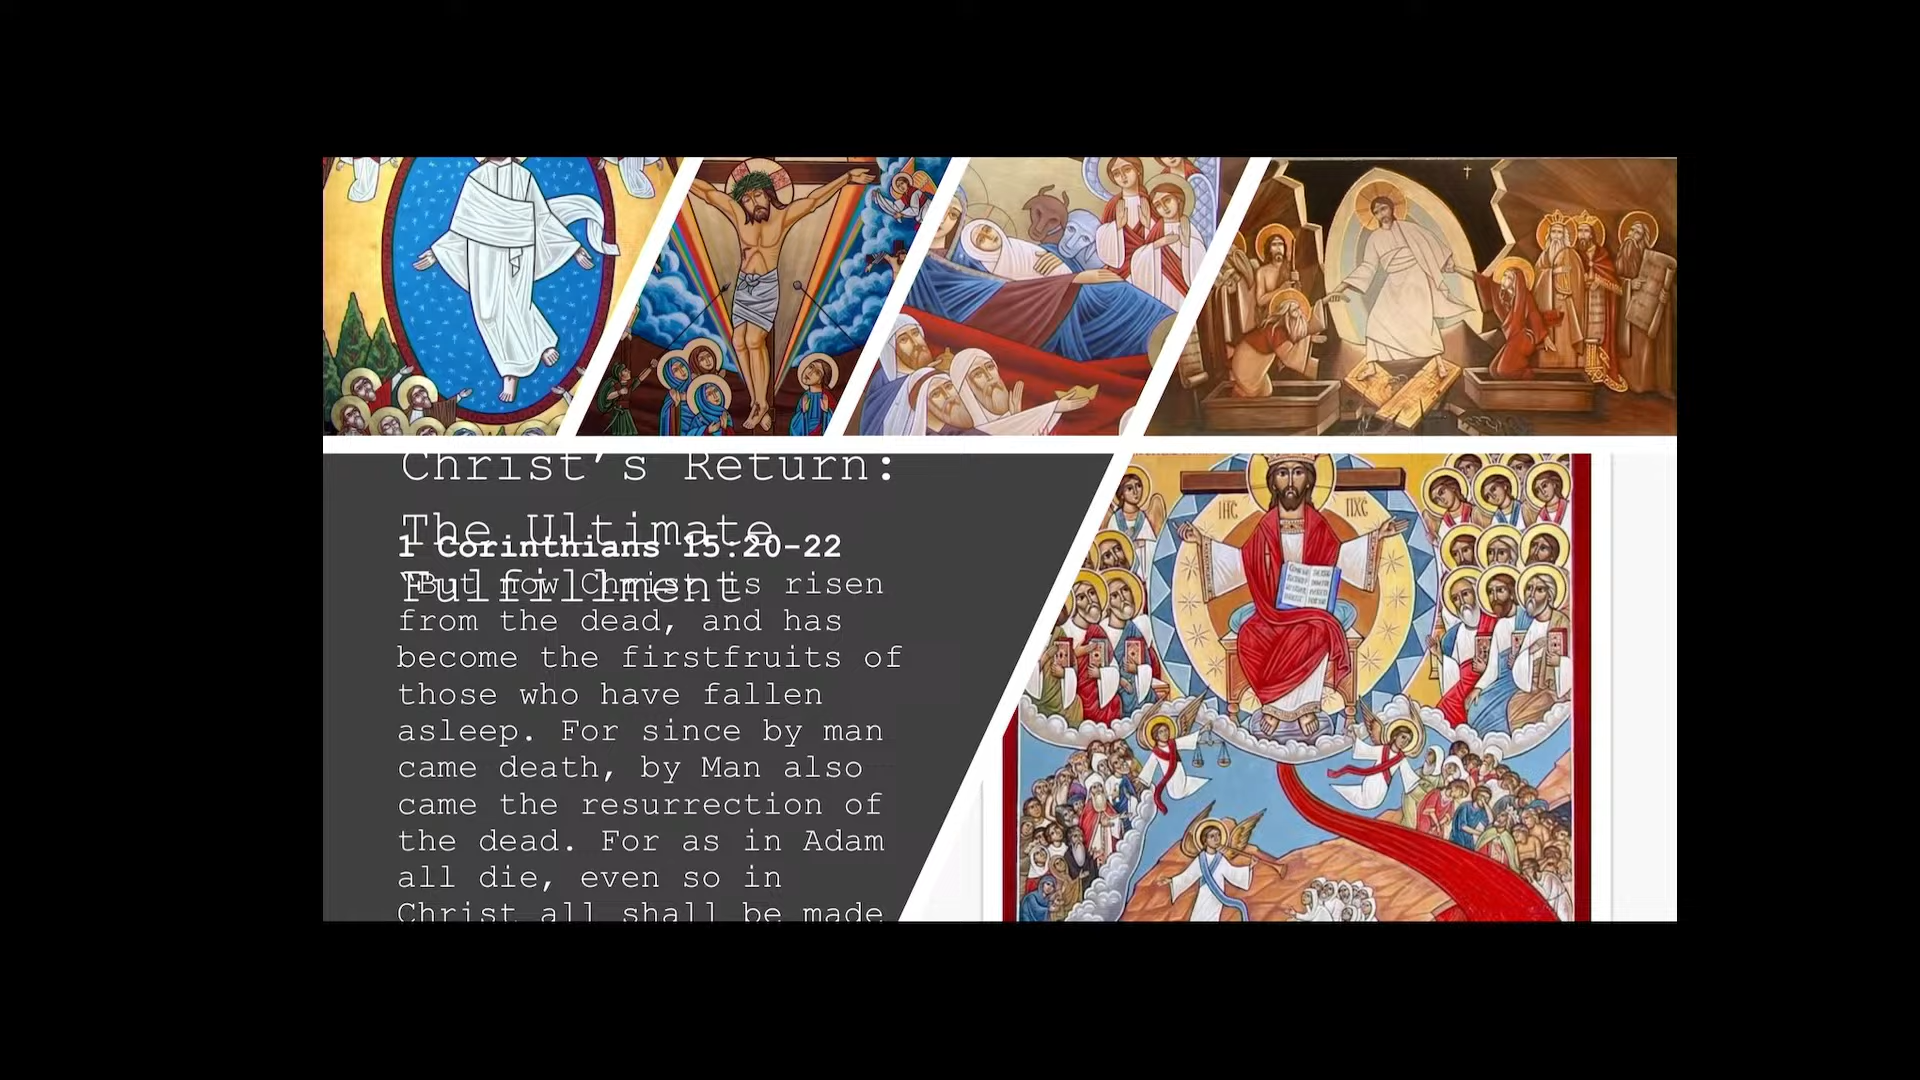 Christ's Return:
The Ultimate
Fulfillment
1 Corinthians 15:20-22
"But now Christ is risen
from the dead, and has
become the firstfruits of
those who have fallen
asleep. For since by man
came death, by Man also
came the resurrection of
the dead. For as in Adam
all die, even so in
Christ all shall be made
ⲓⲏⲥ ⲡⲭⲥ